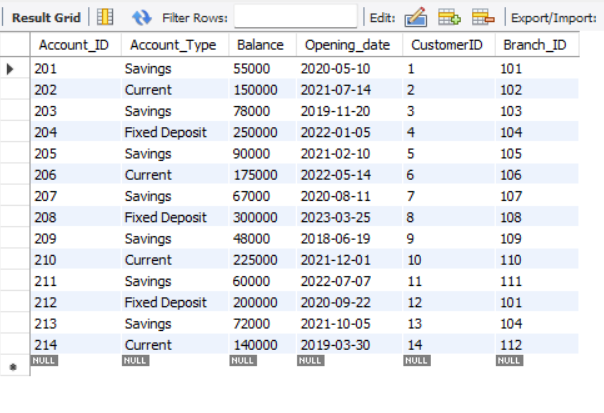 Result Grid Filter Rows: Edit: Export/Import:
Account_ID Account_Type Balance Opening_date CustomerID Branch_ID
201 Savings 55000 2020-05-10 1 101
202 Current 150000 2021-07-14 2 102
203 Savings 78000 2019-11-20 3 103
204 Fixed Deposit 250000 2022-01-05 4 104
205 Savings 90000 2021-02-10 5 105
206 Current 175000 2022-05-14 6 106
207 Savings 67000 2020-08-11 7 107
208 Fixed Deposit 300000 2023-03-25 8 108
209 Savings 48000 2018-06-19 9 109
210 Current 225000 2021-12-01 10 110
211 Savings 60000 2022-07-07 11 111
212 Fixed Deposit 200000 2020-09-22 12 101
213 Savings 72000 2021-10-05 13 104
214 Current 140000 2019-03-30 14 112
NULL NULL NULL NULL NULL NULL